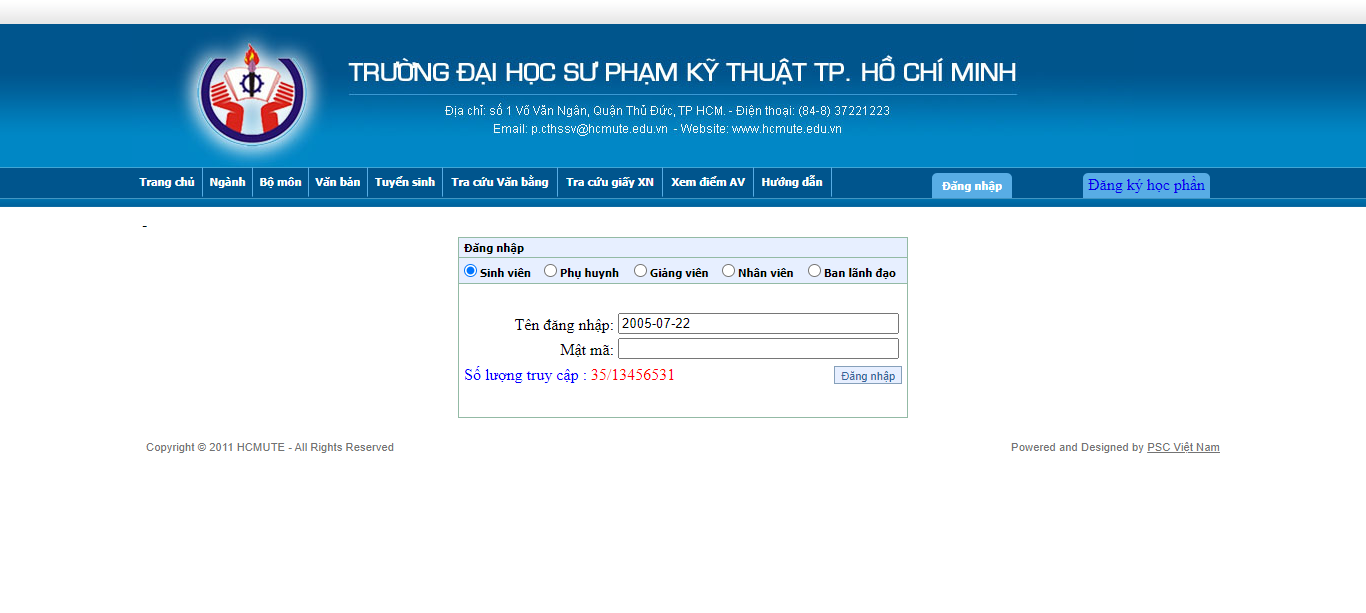 TRƯỜNG ĐẠI HỌC SƯ PHẠM KỸ THUẬT TP. HỒ CHÍ MINH
Địa chỉ: số 1 Võ Văn Ngân, Quận Thủ Đức, TP HCM. - Điện thoại: (84-8) 37221223
Email: p.cthssv@hcmute.edu.vn - Website: www.hcmute.edu.vn
Trang chủ Ngành Bộ môn Văn bản Tuyển sinh Tra cứu Văn bằng Tra cứu giấy XN Xem điểm AV Hướng dẫn Đăng nhập Đăng ký học phần
-
Đăng nhập
Sinh viên Phụ huynh Giảng viên Nhân viên Ban lãnh đạo
Tên đăng nhập: 2005-07-22
Mật mã:
Số lượng truy cập : 35/13456531 Đăng nhập
Copyright © 2011 HCMUTE - All Rights Reserved Powered and Designed by PSC Việt Nam